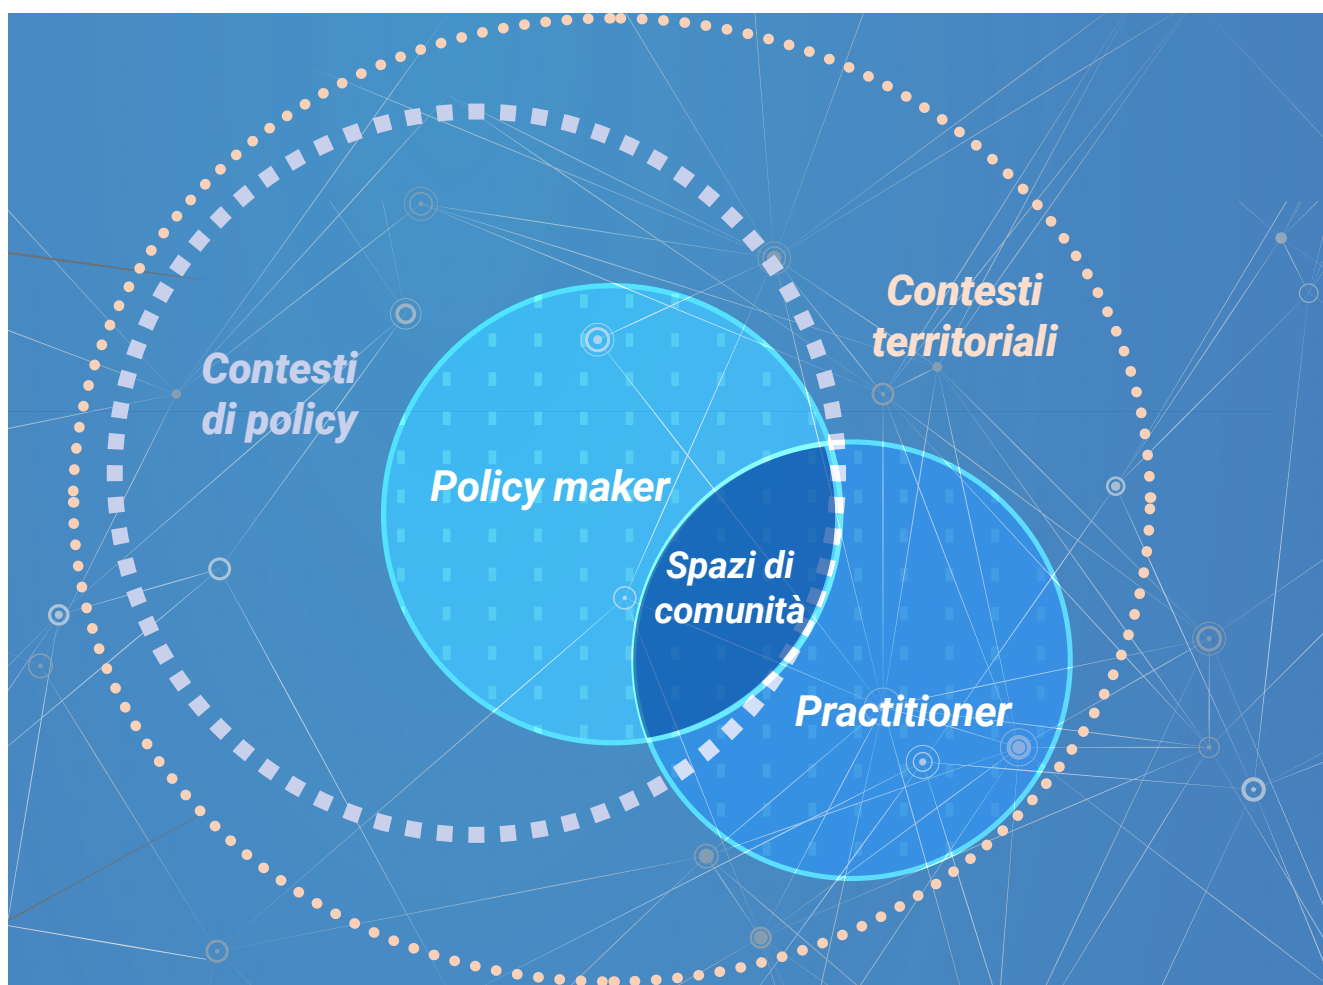 Contesti
territoriali
Contesti
di policy
Policy maker
Spazi di
comunità
Practitioner